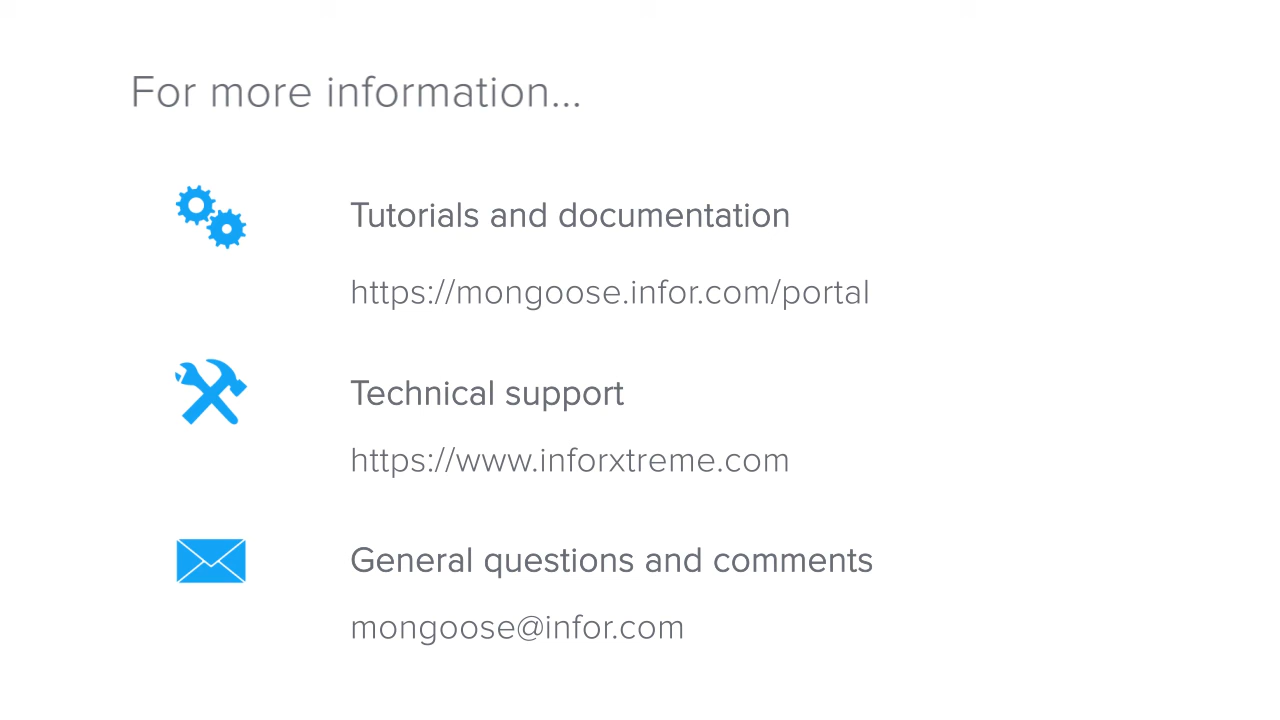 For more information...
Tutorials and documentation
https://mongoose.infor.com/portal
Technical support
https://www.inforxtreme.com
General questions and comments
mongoose@infor.com